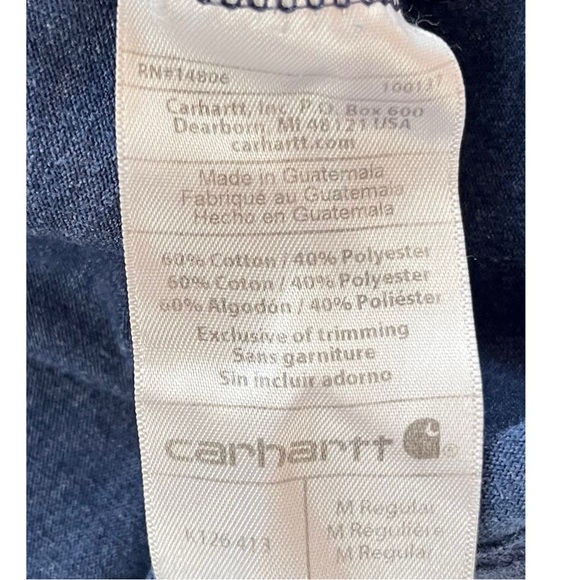 RN#14806
100137
Carhartt, Inc. P.O. Box 600
Dearborn, MI 48121 USA
carhartt.com
Made in Guatemala
Fabriqué au Guatemala
Hecho en Guatemala
60% Cotton / 40% Polyester
60% Coton / 40% Polyester
60% Algodón / 40% Poliéster
Exclusive of trimming
Sans garniture
Sin incluir adorno
carhartt
K126 413
M Regular
M Régulière
M Regular